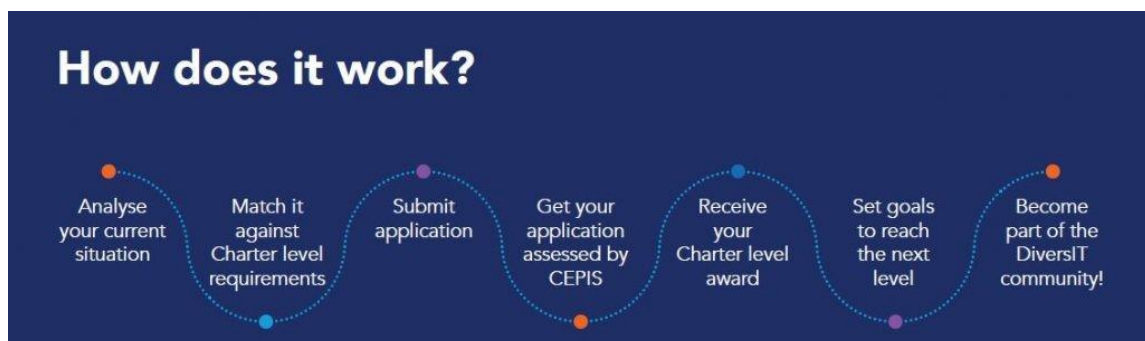 How does it work?
Analyse
your current
situation
Match it
against
Charter level
requirements
Submit
application
Get your
application
assessed by
CEPIS
Receive
your
Charter level
award
Set goals
to reach
the next
level
Become
part of the
DiversIT
community!